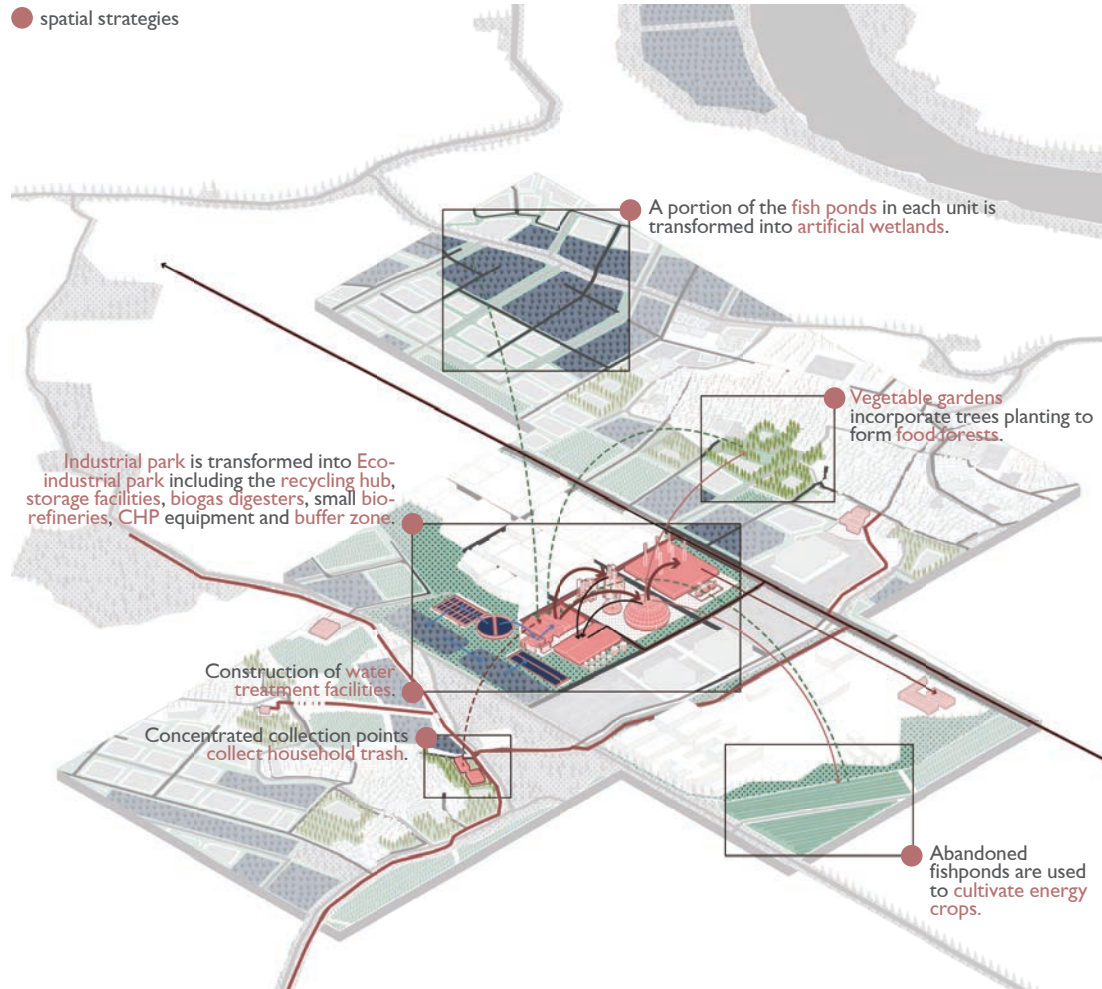 spatial strategies
A portion of the fish ponds in each unit is
transformed into artificial wetlands.
Vegetable gardens
incorporate trees planting to
form food forests.
Industrial park is transformed into Eco-
industrial park including the recycling hub,
storage facilities, biogas digesters, small bio-
refineries, CHP equipment and buffer zone.
Construction of water
treatment facilities.
Concentrated collection points
collect household trash.
Abandoned
fishponds are used
to cultivate energy
crops.